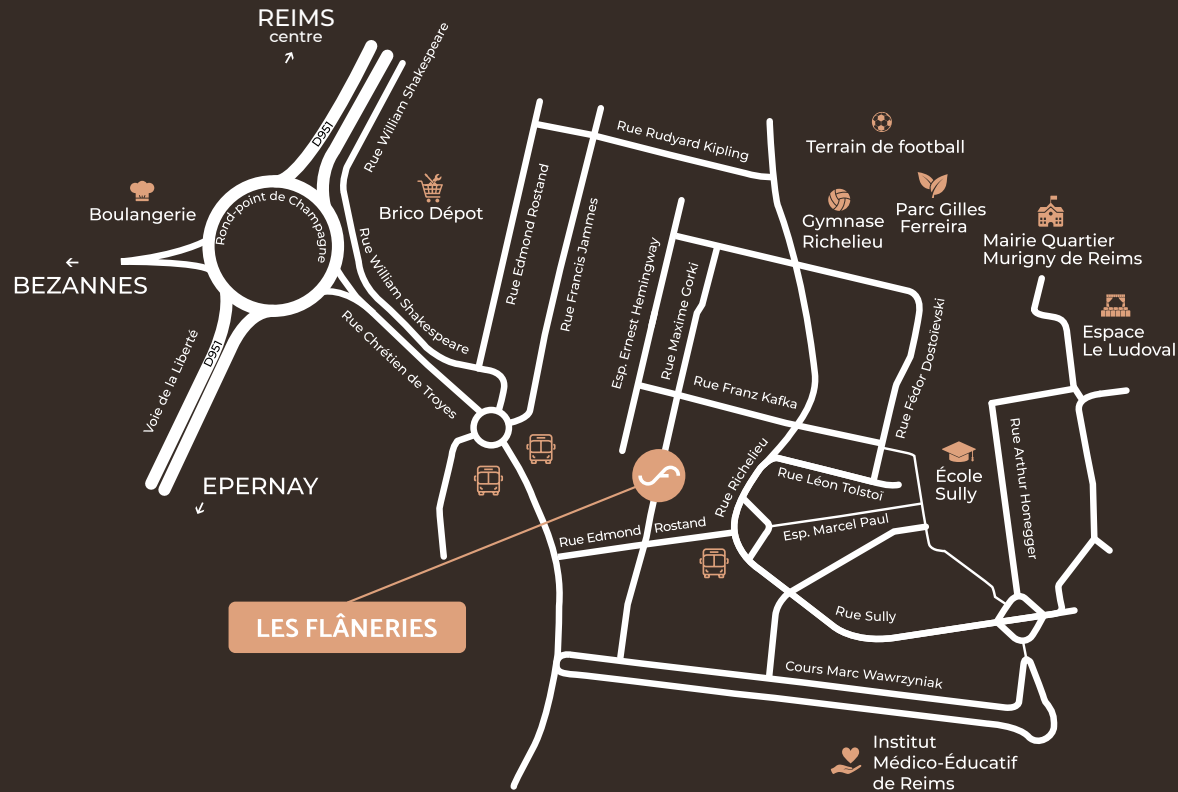 REIMS
centre
D951
Rue William Shakespeare
Rue Rudyard Kipling
Terrain de football
Boulangerie
Rond-point de Champagne
Brico Dépot
Gymnase
Richelieu
Parc Gilles
Ferreira
Mairie Quartier
Murigny de Reims
BEZANNES
Rue William Shakespeare
Rue Edmond Rostand
Rue Francis Jammes
Esp. Ernest Hemingway
Rue Maxime Gorki
Rue Fédor Dostoïevski
Espace
Le Ludoval
Voie de la Liberté
D951
Rue Chrétien de Troyes
Rue Franz Kafka
Rue Richelieu
Rue Léon Tolstoï
École
Sully
Rue Arthur Honegger
EPERNAY
Rue Edmond Rostand
Esp. Marcel Paul
LES FLÂNERIES
Rue Sully
Cours Marc Wawrzyniak
Institut
Médico-Éducatif
de Reims